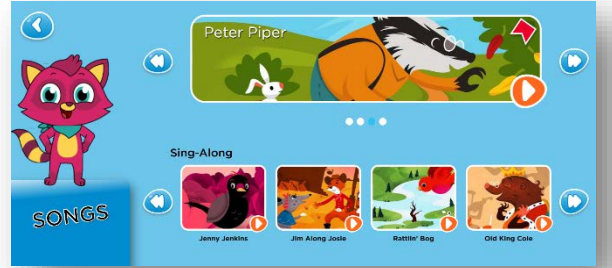 Peter Piper
Sing-Along
SONGS
Jenny Jenkins
Jim Along Josie
Rattlin' Bog
Old King Cole